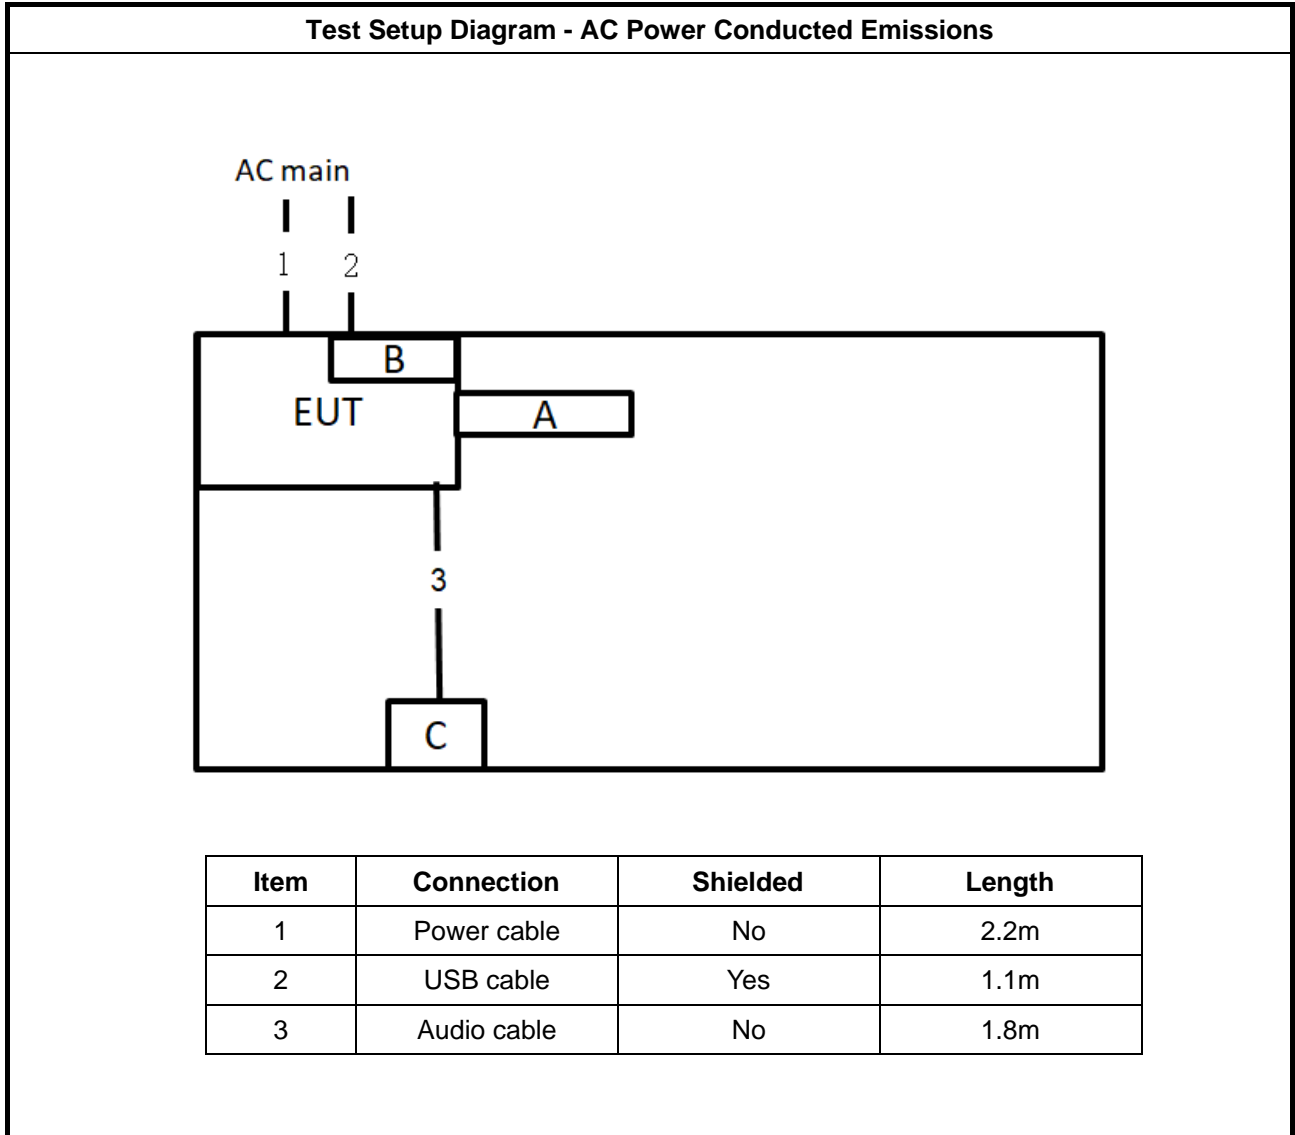 Test Setup Diagram - AC Power Conducted Emissions
AC main
1 2
B
EUT A
3
C
Item Connection Shielded Length
1 Power cable No 2.2m
2 USB cable Yes 1.1m
3 Audio cable No 1.8m